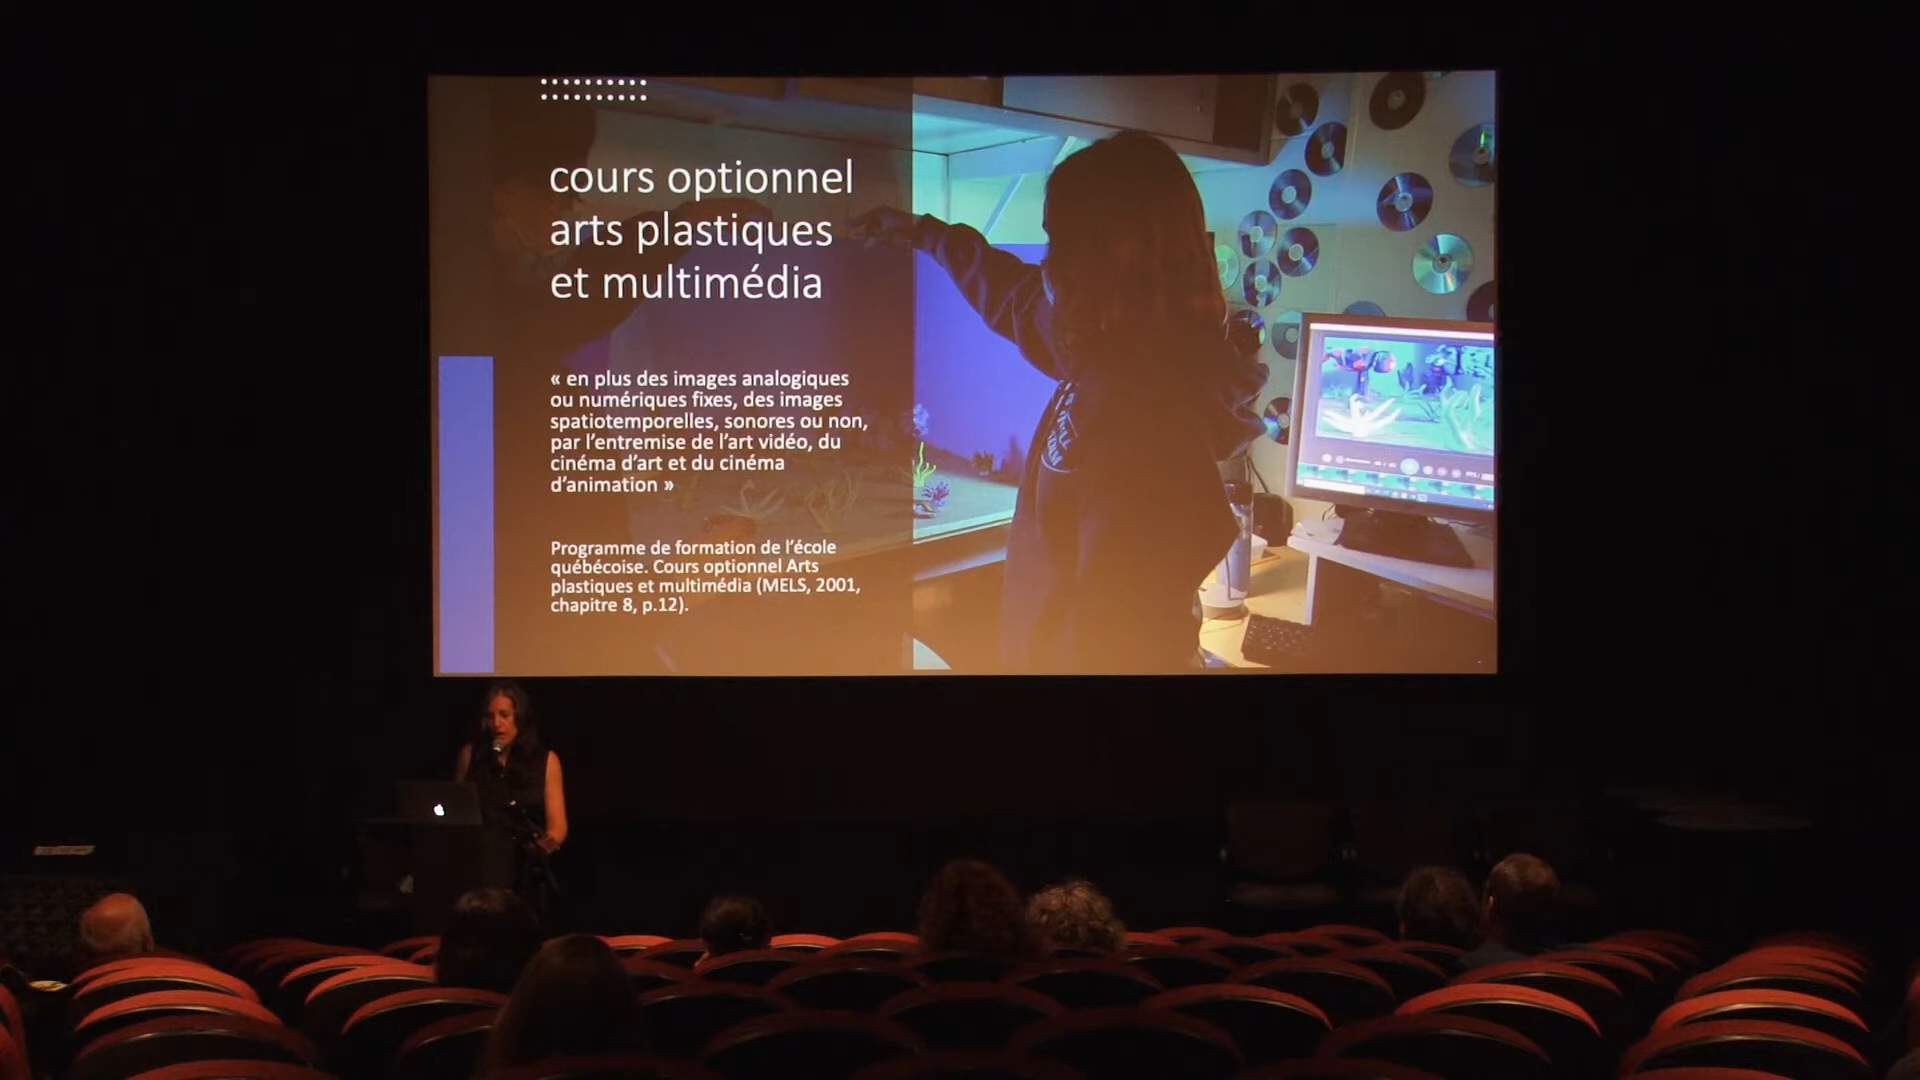 cours optionnel
arts plastiques
et multimédia
« en plus des images analogiques
ou numériques fixes, des images
spatiotemporelles, sonores ou non,
par l’entremise de l’art vidéo, du
cinéma d’art et du cinéma
d’animation »
Programme de formation de l’école
québécoise. Cours optionnel Arts
plastiques et multimédia (MELS, 2001,
chapitre 8, p.12).